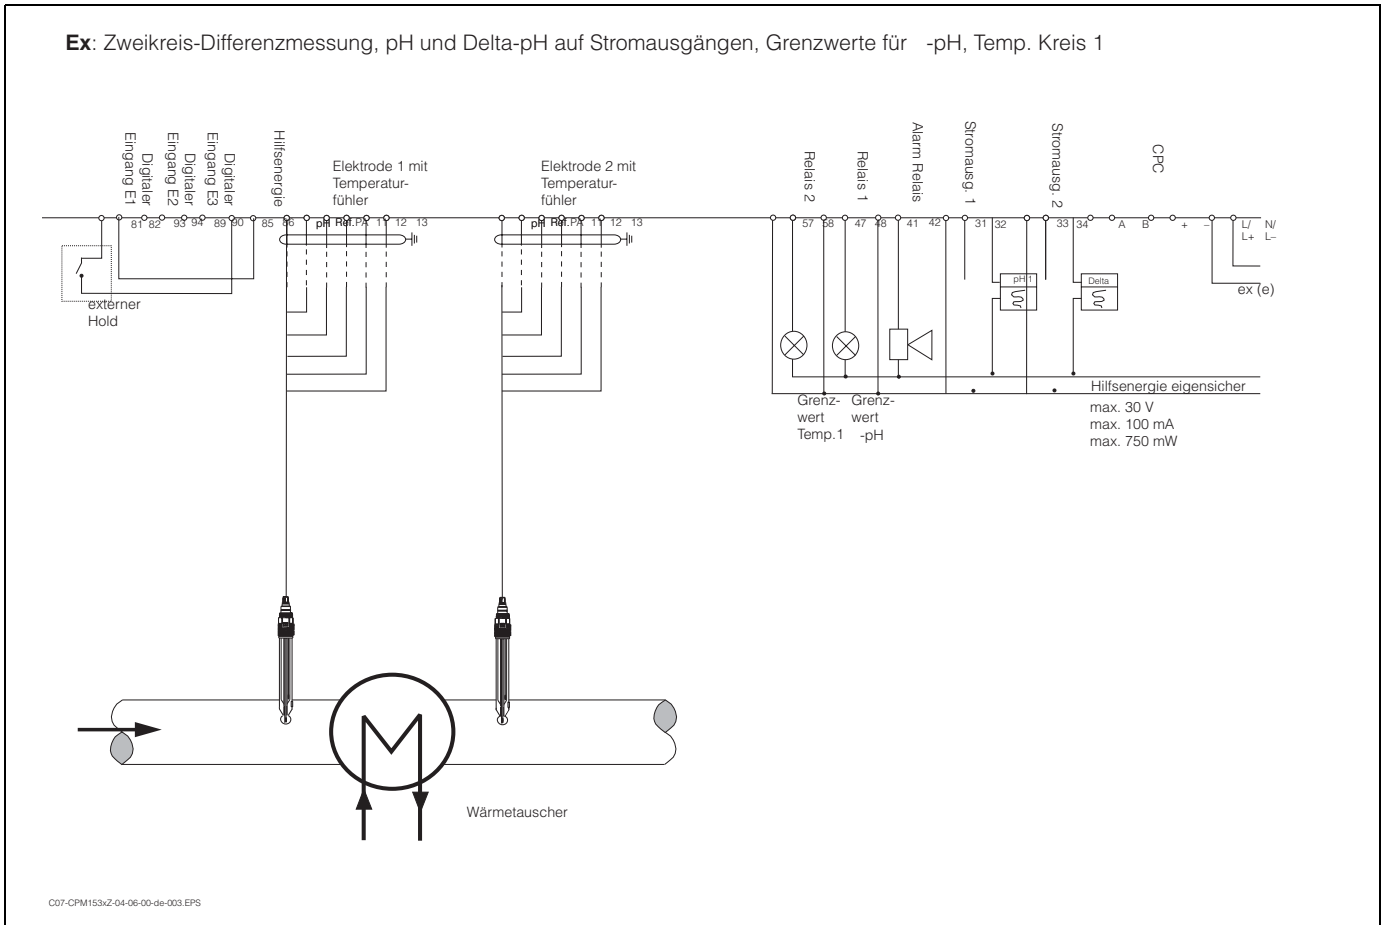 Ex: Zweikreis-Differenzmessung, pH und Delta-pH auf Stromausgängen, Grenzwerte für -pH, Temp. Kreis 1
Digitaler
Eingang E1
Digitaler
Eingang E2
Digitaler
Eingang E3
Hilfsenergie
Elektrode 1 mit
Temperatur-
fühler
Elektrode 2 mit
Temperatur-
fühler
Relais 2
Relais 1
Alarm Relais
Stromausg. 1
Stromausg. 2
CPC
81 82 93 94 89 90 85 86 pH Ref. PA 11 12 13
pH Ref. PA 11 12 13
57 58 47 48 41 42 31 32 33 34 A B + –
L/ N/
L+ L–
externer
Hold
pH 1
Delta
ex (e)
Hilfsenergie eigensicher
max. 30 V
max. 100 mA
max. 750 mW
Grenz-
wert
Temp.1
Grenz-
wert
-pH
Wärmetauscher
C07-CPM153xZ-04-06-00-de-003.EPS